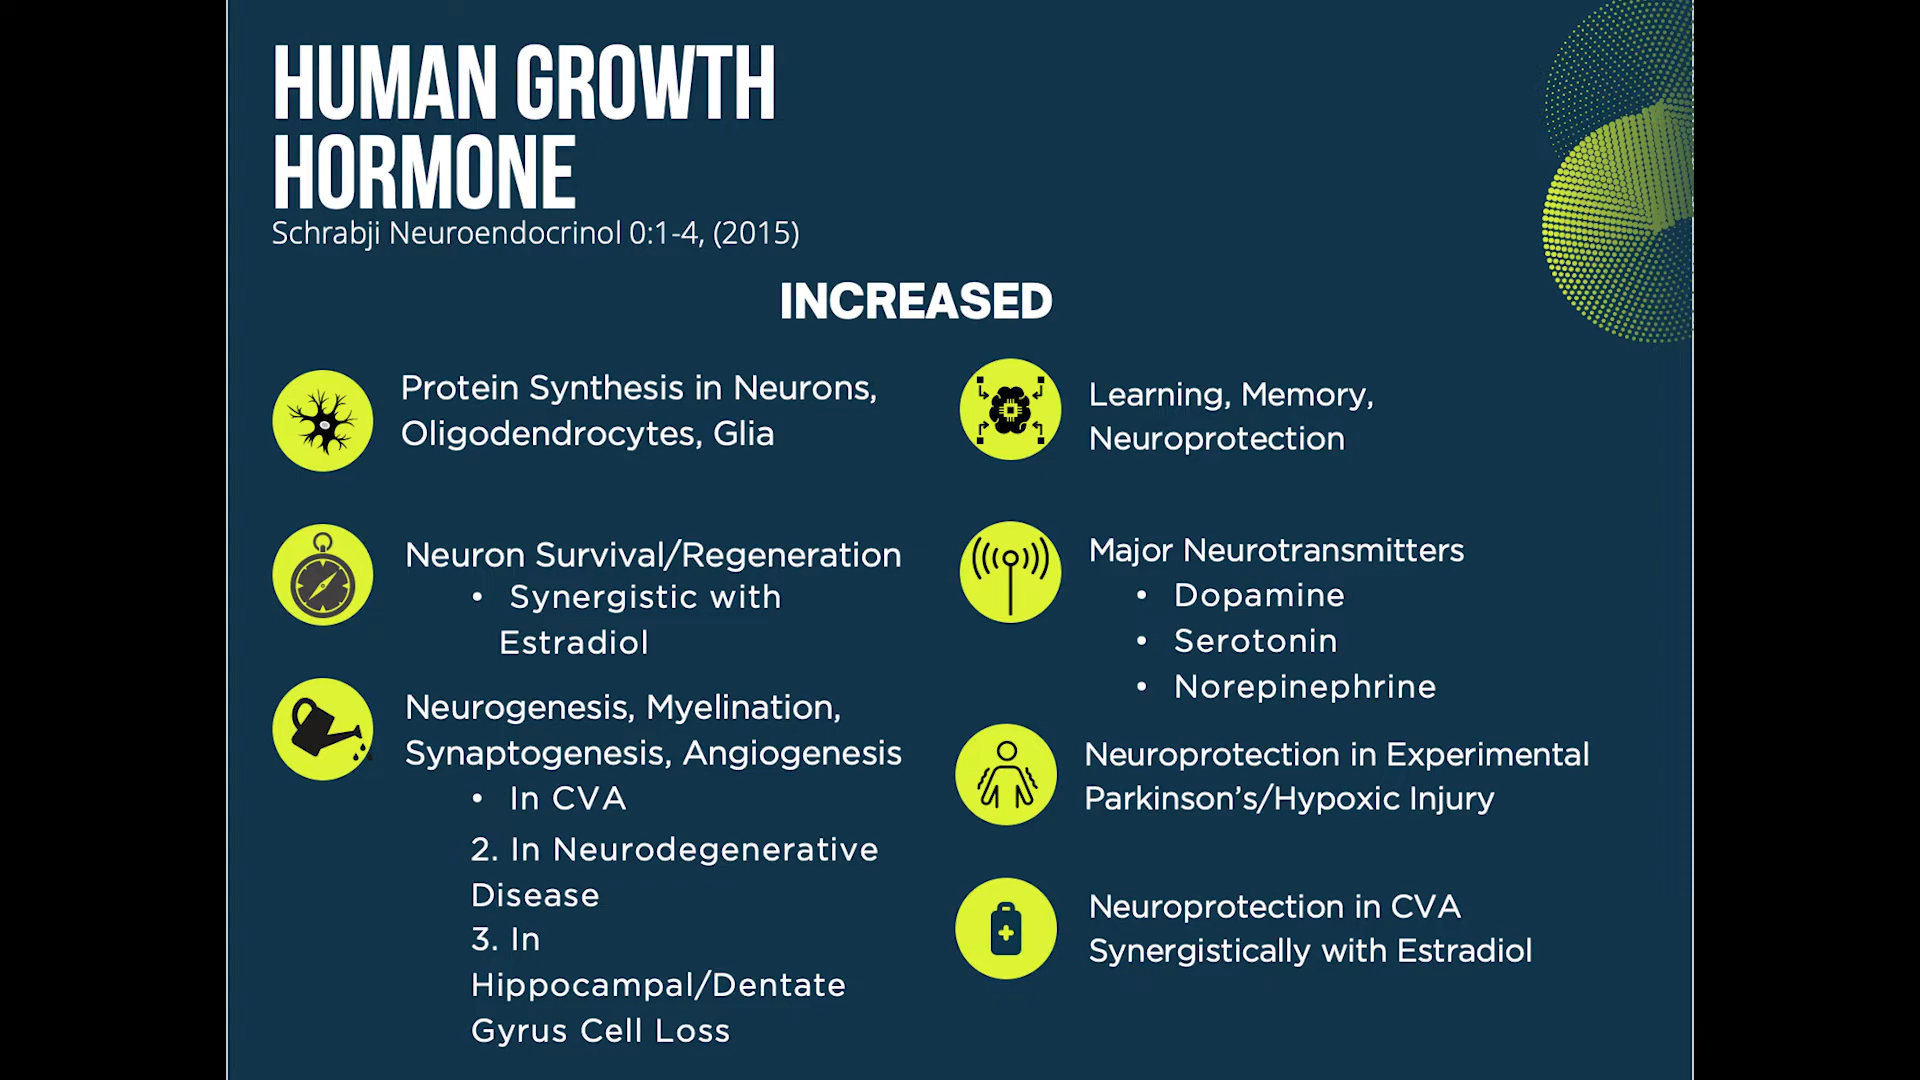 HUMAN GROWTH
HORMONE
Schrabji Neuroendocrinol 0:1-4, (2015)
INCREASED
Protein Synthesis in Neurons,
Oligodendrocytes, Glia
Neuron Survival/Regeneration
• Synergistic with
Estradiol
Neurogenesis, Myelination,
Synaptogenesis, Angiogenesis
• In CVA
2. In Neurodegenerative
Disease
3. In
Hippocampal/Dentate
Gyrus Cell Loss
Learning, Memory,
Neuroprotection
Major Neurotransmitters
• Dopamine
• Serotonin
• Norepinephrine
Neuroprotection in Experimental
Parkinson’s/Hypoxic Injury
Neuroprotection in CVA
Synergistically with Estradiol